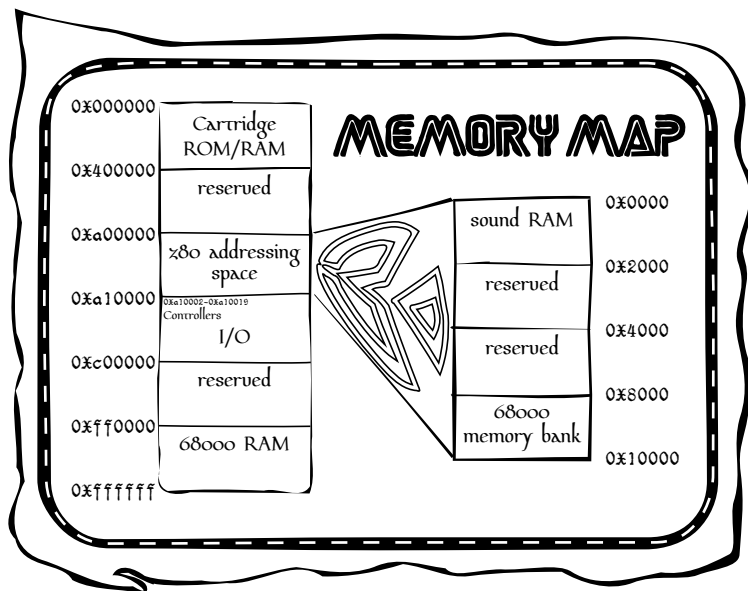 MEMORY MAP
0x000000
Cartridge
ROM/RAM
0x400000
reserved
0xa00000
z80 addressing
space
0xa10000
0xa10002-0xa10019
Controllers
I/O
0xc00000
reserved
0xff0000
68000 RAM
0xffffff
0x0000
sound RAM
0x2000
reserved
0x4000
reserved
0x8000
68000
memory bank
0x10000